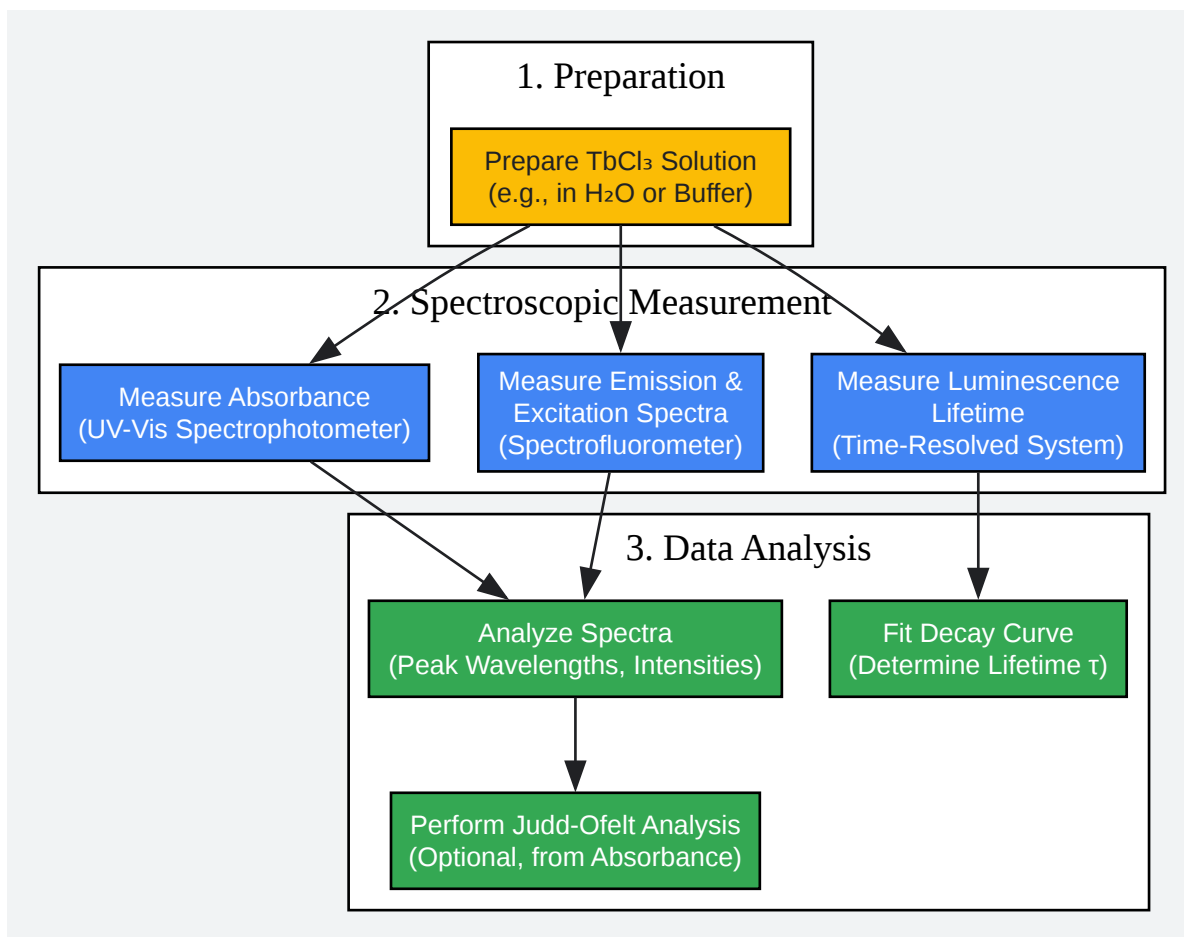 1. Preparation
Prepare TbCl₃ Solution
(e.g., in H₂O or Buffer)
2. Spectroscopic Measurement
Measure Absorbance
(UV-Vis Spectrophotometer)
Measure Emission &
Excitation Spectra
(Spectrofluorometer)
Measure Luminescence
Lifetime
(Time-Resolved System)
3. Data Analysis
Analyze Spectra
(Peak Wavelengths, Intensities)
Fit Decay Curve
(Determine Lifetime τ)
Perform Judd-Ofelt Analysis
(Optional, from Absorbance)